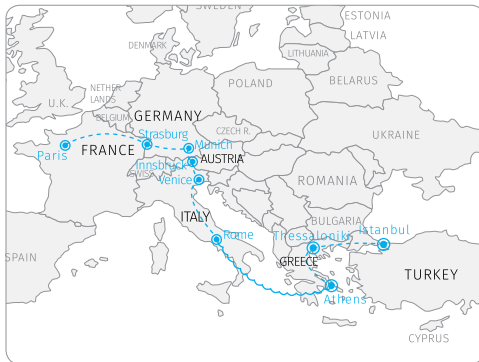 SWEDEN
ESTONIA
LATVIA
DENMARK
LITHUANIA
BELARUS
NETHER
LANDS
U.K.
POLAND
BELGIUM
GERMANY
Strasburg
CZECH R.
UKRAINE
Paris
FRANCE
Munich
Innsbruck
AUSTRIA
SWISS
Venice
ROMANIA
ITALY
BULGARIA
Rome
Thessaloniki
Istanbul
SPAIN
GREECE
TURKEY
Athens
CYPRUS